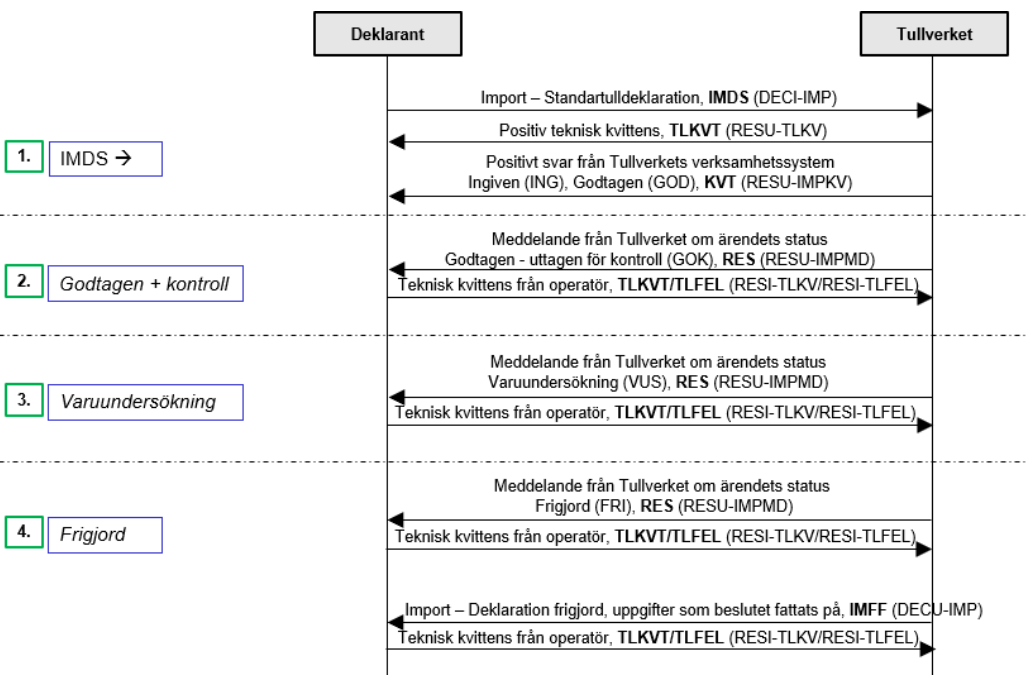 Deklarant
Tullverket
Import – Standartulldeklaration, IMDS (DECI-IMP)
Positiv teknisk kvittens, TLKVT (RESU-TLKV)
1.
IMDS →
Positivt svar från Tullverkets verksamhetssystem
Ingiven (ING), Godtagen (GOD), KVT (RESU-IMPKV)
Meddelande från Tullverket om ärendets status
Godtagen - uttagen för kontroll (GOK), RES (RESU-IMPMD)
2.
Godtagen + kontroll
Teknisk kvittens från operatör, TLKVT/TLFEL (RESI-TLKV/RESI-TLFEL)
Meddelande från Tullverket om ärendets status
Varuundersökning (VUS), RES (RESU-IMPMD)
3.
Varuundersökning
Teknisk kvittens från operatör, TLKVT/TLFEL (RESI-TLKV/RESI-TLFEL)
Meddelande från Tullverket om ärendets status
Frigjord (FRI), RES (RESU-IMPMD)
4.
Frigjord
Teknisk kvittens från operatör, TLKVT/TLFEL (RESI-TLKV/RESI-TLFEL)
Import – Deklaration frigjord, uppgifter som beslutet fattats på, IMFF (DECU-IMP)
Teknisk kvittens från operatör, TLKVT/TLFEL (RESI-TLKV/RESI-TLFEL)